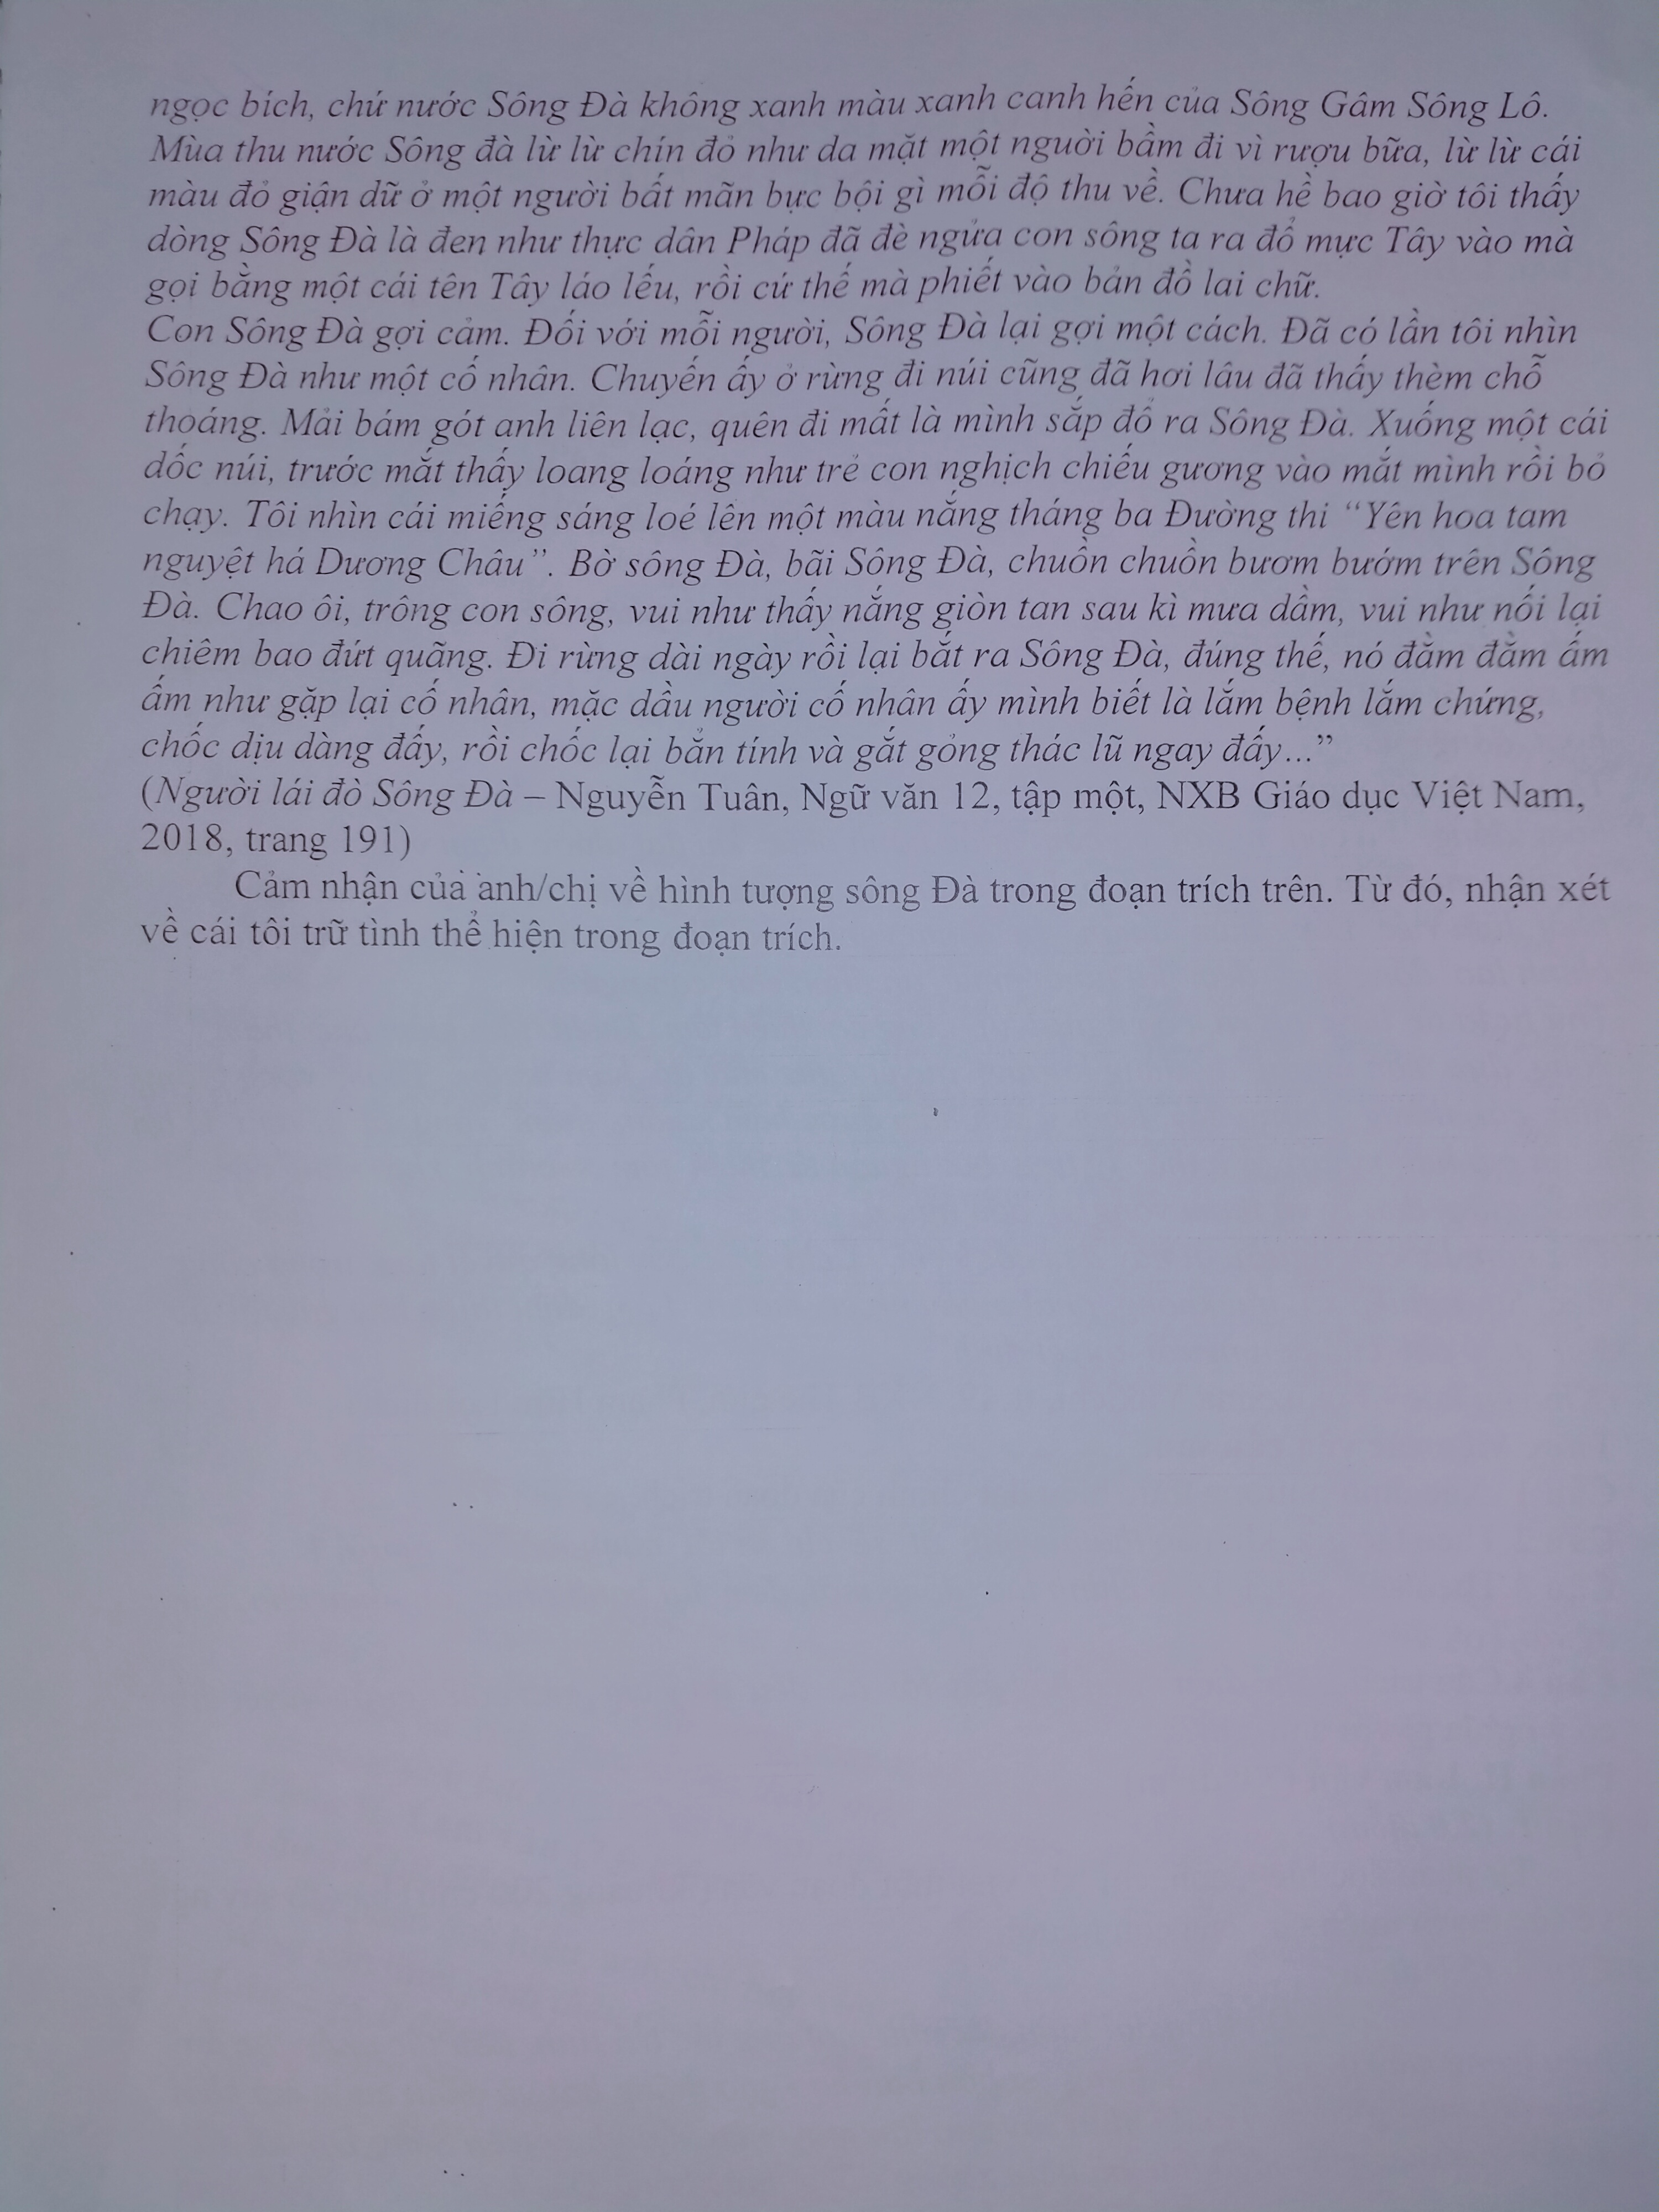 ngọc bích, chứ nước Sông Đà không xanh màu xanh canh hến của Sông Gâm Sông Lô.
Mùa thu nước Sông đà lừ lừ chín đỏ như da mặt một người bầm đi vì rượu bữa, lừ lừ cái
màu đỏ giận dữ ở một người bất mãn bực bội gì mỗi độ thu về. Chưa hề bao giờ tôi thấy
dòng Sông Đà là đen như thực dân Pháp đã đè ngửa con sông ta ra đổ mực Tây vào mà
gọi bằng một cái tên Tây láo lếu, rồi cứ thế mà phiết vào bản đồ lai chữ.
Con Sông Đà gợi cảm. Đối với mỗi người, Sông Đà lại gợi một cách. Đã có lần tôi nhìn
Sông Đà như một cố nhân. Chuyến ấy ở rừng đi núi cũng đã hơi lâu đã thấy thèm chỗ
thoáng. Mải bám gót anh liên lạc, quên đi mất là mình sắp đổ ra Sông Đà. Xuống một cái
dốc núi, trước mắt thấy loang loáng như trẻ con nghịch chiếu gương vào mắt mình rồi bỏ
chạy. Tôi nhìn cái miếng sáng loé lên một màu nắng tháng ba Đường thi “Yên hoa tam
nguyệt há Dương Châu”. Bờ sông Đà, bãi Sông Đà, chuồn chuồn bươm bướm trên Sông
Đà. Chao ôi, trông con sông, vui như thấy nắng giòn tan sau kì mưa dầm, vui như nối lại
chiêm bao đứt quãng. Đi rừng dài ngày rồi lại bắt ra Sông Đà, đúng thế, nó đằm đằm ấm
ấm như gặp lại cố nhân, mặc dầu người cố nhân ấy mình biết là lắm bệnh lắm chứng,
chốc dịu dàng đấy, rồi chốc lại bẳn tính và gắt gỏng thác lũ ngay đấy...”
(Người lái đò Sông Đà – Nguyễn Tuân, Ngữ văn 12, tập một, NXB Giáo dục Việt Nam,
2018, trang 191)
Cảm nhận của anh/chị về hình tượng sông Đà trong đoạn trích trên. Từ đó, nhận xét
về cái tôi trữ tình thể hiện trong đoạn trích.